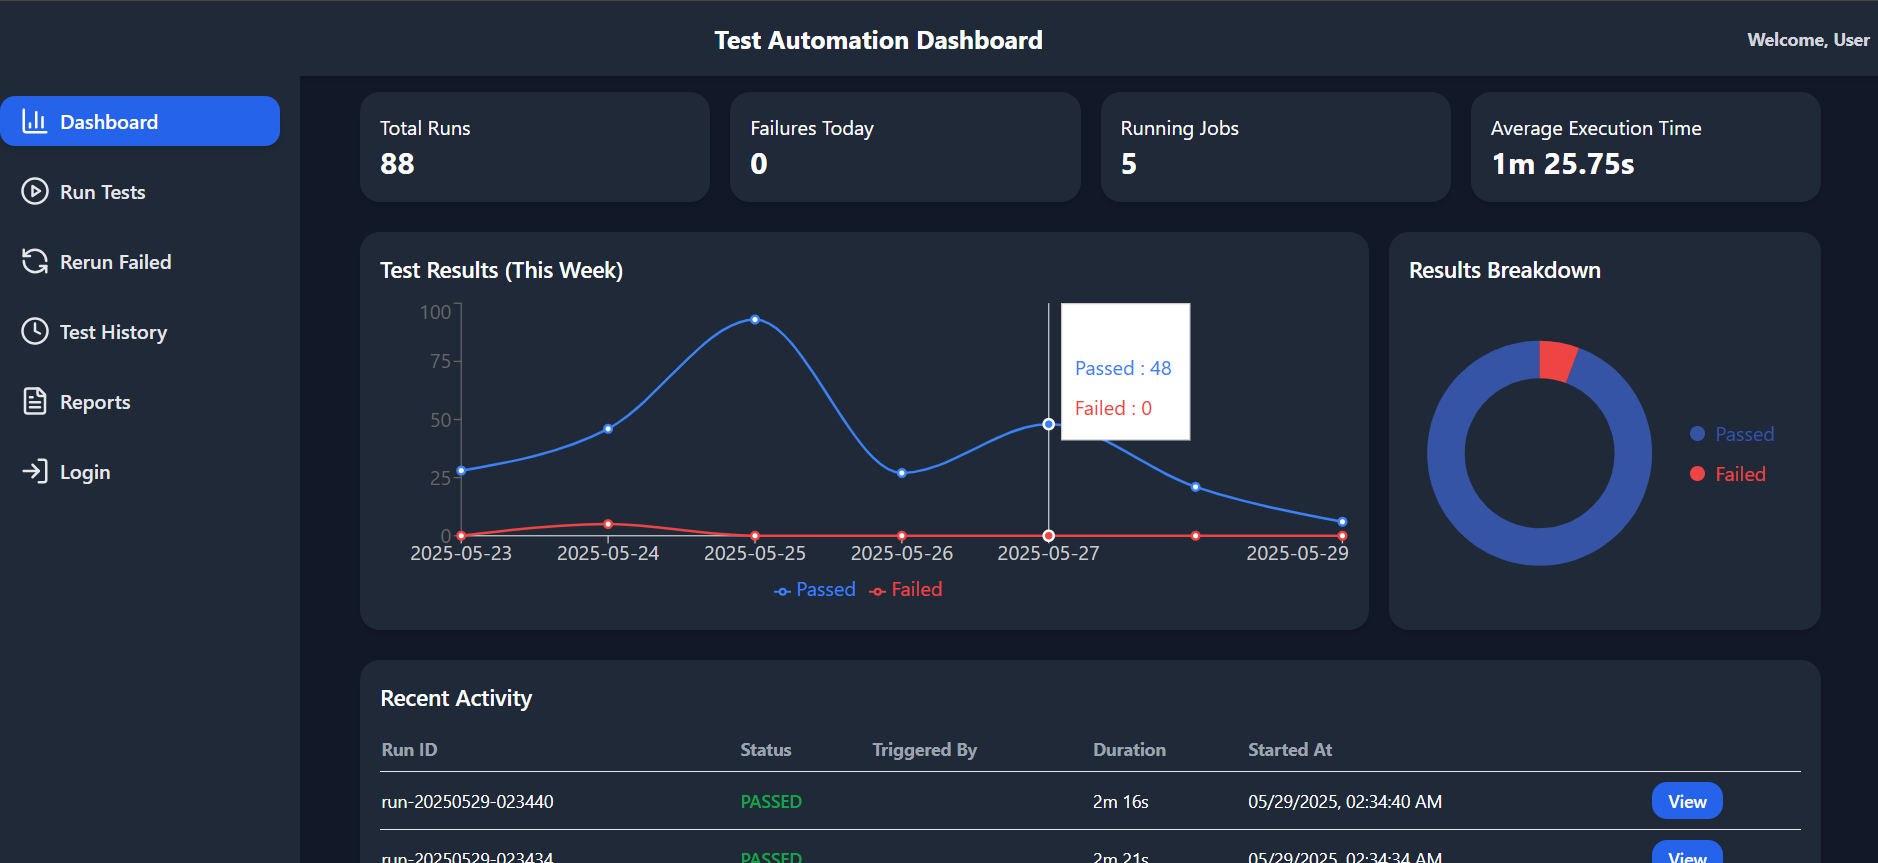 Test Automation Dashboard
Welcome, User
Dashboard
Run Tests
Rerun Failed
Test History
Reports
Login
Total Runs
88
Failures Today
0
Running Jobs
5
Average Execution Time
1m 25.75s
Test Results (This Week)
100
75
50
25
0
2025-05-23 2025-05-24 2025-05-25 2025-05-26 2025-05-27 2025-05-29
Passed : 48
Failed : 0
Passed Failed
Results Breakdown
Passed
Failed
Recent Activity
Run ID Status Triggered By Duration Started At
run-20250529-023440 PASSED 2m 16s 05/29/2025, 02:34:40 AM View
run-20250529-023434 PASSED 2m 21s 05/29/2025, 02:34:34 AM View